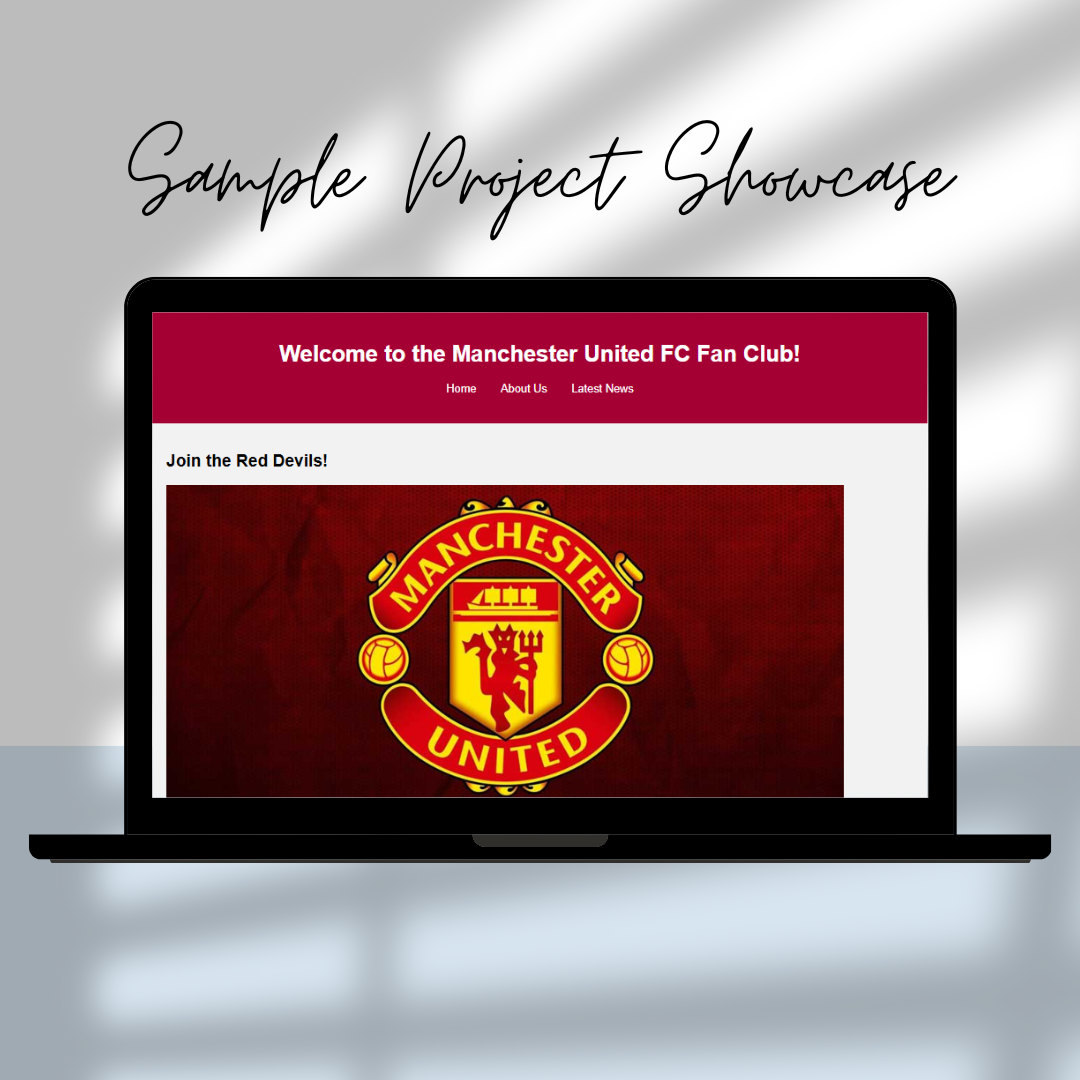 Sample Project Showcase
Welcome to the Manchester United FC Fan Club!
Home About Us Latest News
Join the Red Devils!
MANCHESTER
UNITED